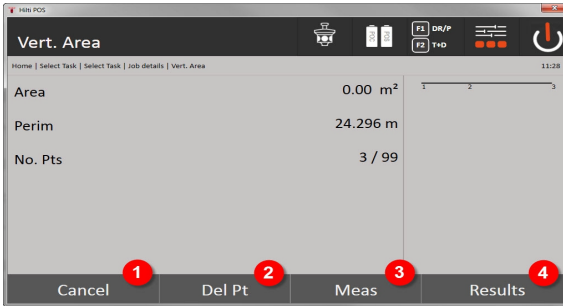 Hilti POS
Vert. Area
POC
POS
F1 DR/P
F2 T+D
Home | Select Task | Select Task | Job details | Vert. Area
11:28
Area 0.00 m²
Perim 24.296 m
No. Pts 3 / 99
1 2 3
1 2 3 4
Cancel Del Pt Meas Results